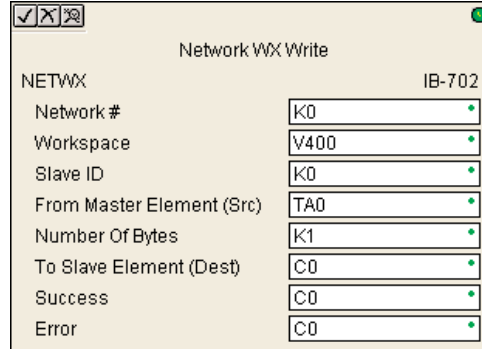 Network WX Write
NETWX IB-702
Network # K0
Workspace V400
Slave ID K0
From Master Element (Src) TA0
Number Of Bytes K1
To Slave Element (Dest) C0
Success C0
Error C0